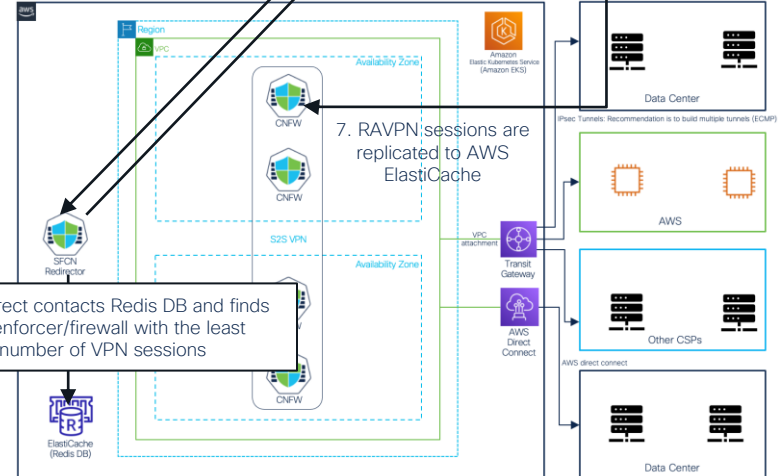 aws
Region
VPC
Availability Zone
Amazon
Elastic Kubernetes Service
(Amazon EKS)
CNFW
7. RAVPN sessions are
replicated to AWS
ElastiCache
CNFW
S2S VPN
SFCN
Redirector
Availability Zone
rect contacts Redis DB and finds
enforcer/firewall with the least
number of VPN sessions
CNFW
R
ElastiCache
(Redis DB)
VPC
attachment
Transit
Gateway
AWS
Direct
Connect
Data Center
IPsec Tunnels: Recommendation is to build multiple tunnels (ECMP)
AWS
Other CSPs
AWS direct connect
Data Center